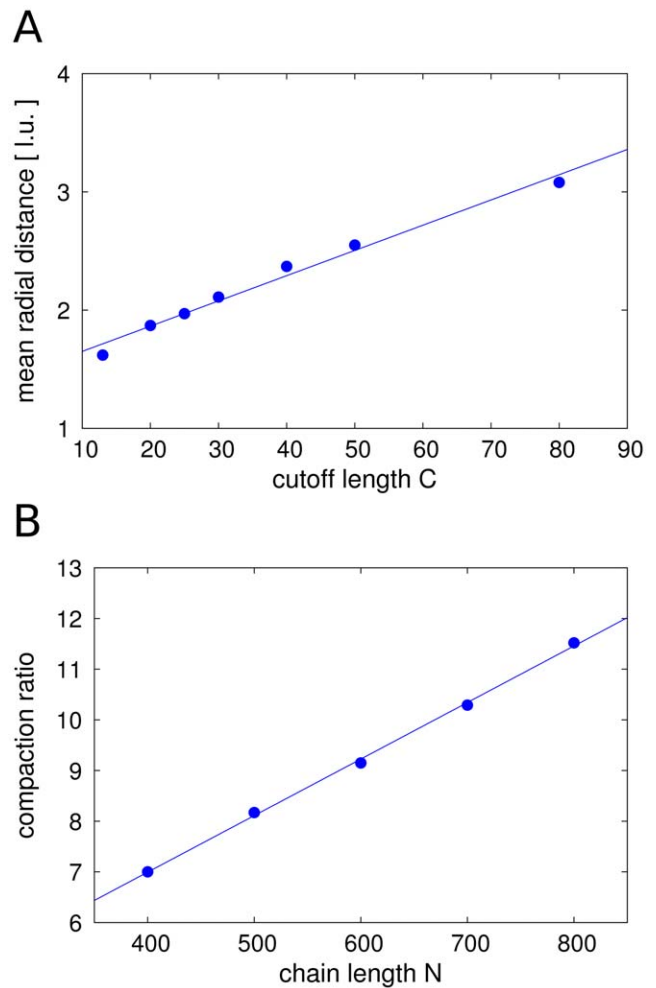 A
4
3
2
1
mean radial distance [ l.u. ]
10 20 30 40 50 60 70 80 90
cutoff length C
B
13
12
11
10
9
8
7
6
compaction ratio
400 500 600 700 800
chain length N